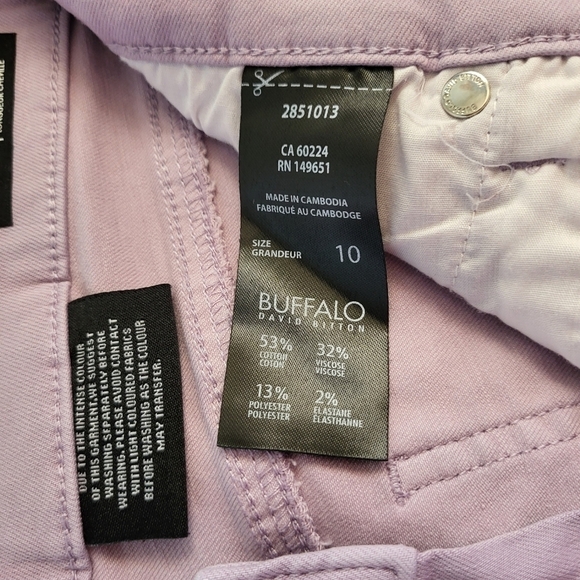 2851013
CA 60224
RN 149651
MADE IN CAMBODIA
FABRIQUÉ AU CAMBODGE
SIZE
GRANDEUR 10
BUFFALO
DAVID BITTON
53% 32%
COTTON VISCOSE
COTON VISCOSE
13% 2%
POLYESTER ELASTANE
POLYESTER ELASTHANNE
DUE TO THE INTENSE COLOUR
OF THIS GARMENT,WE SUGGEST
WASHING SEPARATELY BEFORE
WEARING. PLEASE AVOID CONTACT
WITH LIGHT COLOURED FABRICS
BEFORE WASHING AS THE COLOUR
MAY TRANSFER.